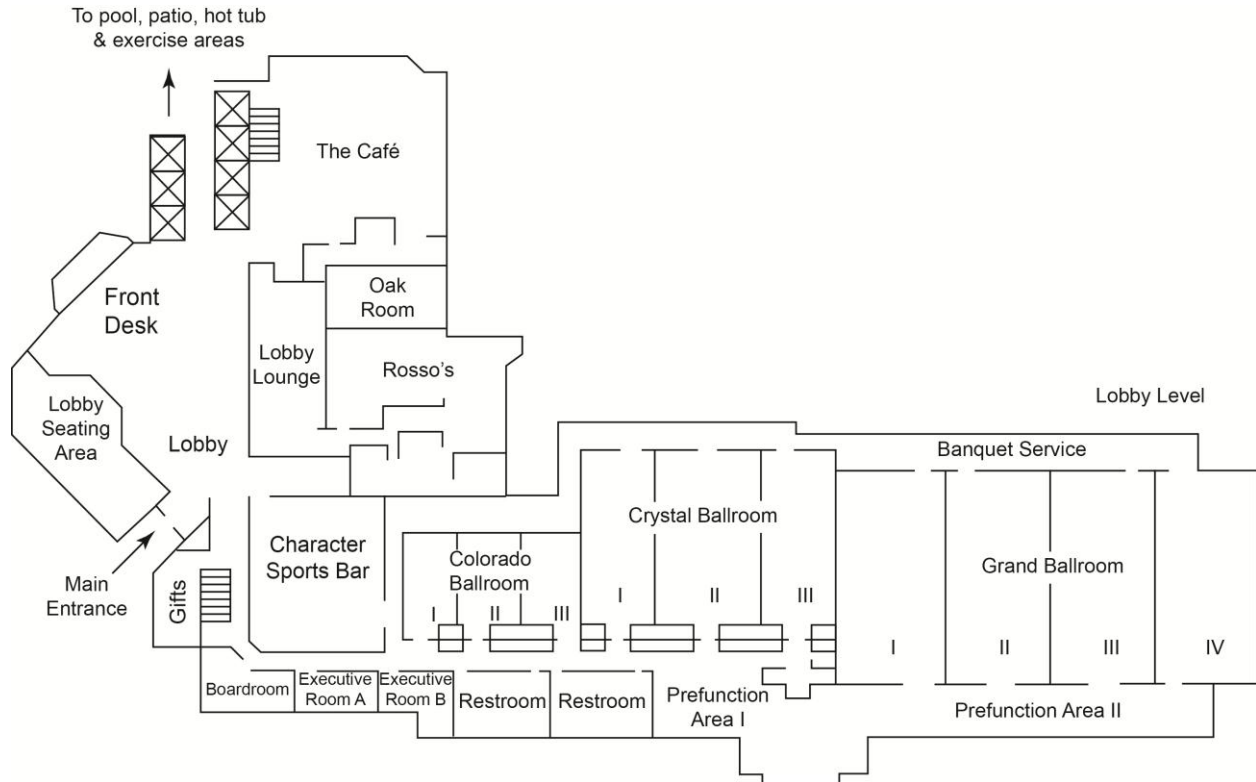 To pool, patio, hot tub
& exercise areas
The Café
Oak
Room
Front
Desk
Lobby
Lounge
Rosso's
Lobby
Seating
Area
Lobby
Lobby Level
Banquet Service
Crystal Ballroom
Character
Sports Bar
Colorado
Ballroom
Grand Ballroom
Main
Entrance
Gifts
I
II
III
I
II
III
I
II
III
IV
Boardroom
Executive
Room A
Executive
Room B
Restroom
Restroom
Prefunction
Area I
Prefunction Area II